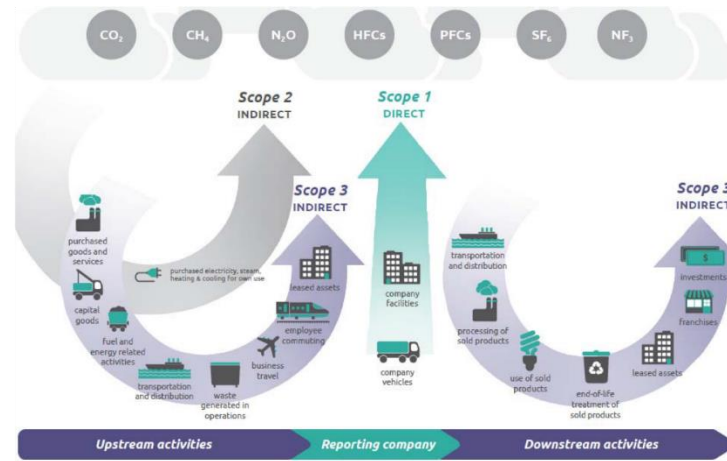 CO₂
CH₄
N₂O
HFCs
PFCs
SF₆
NF₃
Scope 2
INDIRECT
Scope 1
DIRECT
Scope 3
INDIRECT
Scope 3
INDIRECT
purchased
goods and
services
capital
goods
fuel and
energy related
activities
purchased electricity, steam,
heating & cooling for own use
transportation
and distribution
waste
generated in
operations
business
travel
employee
commuting
leased assets
company
facilities
company
vehicles
transportation
and distribution
processing of
sold products
use of sold
products
end-of-life
treatment of
sold products
leased assets
franchises
$
investments
Upstream activities
Reporting company
Downstream activities